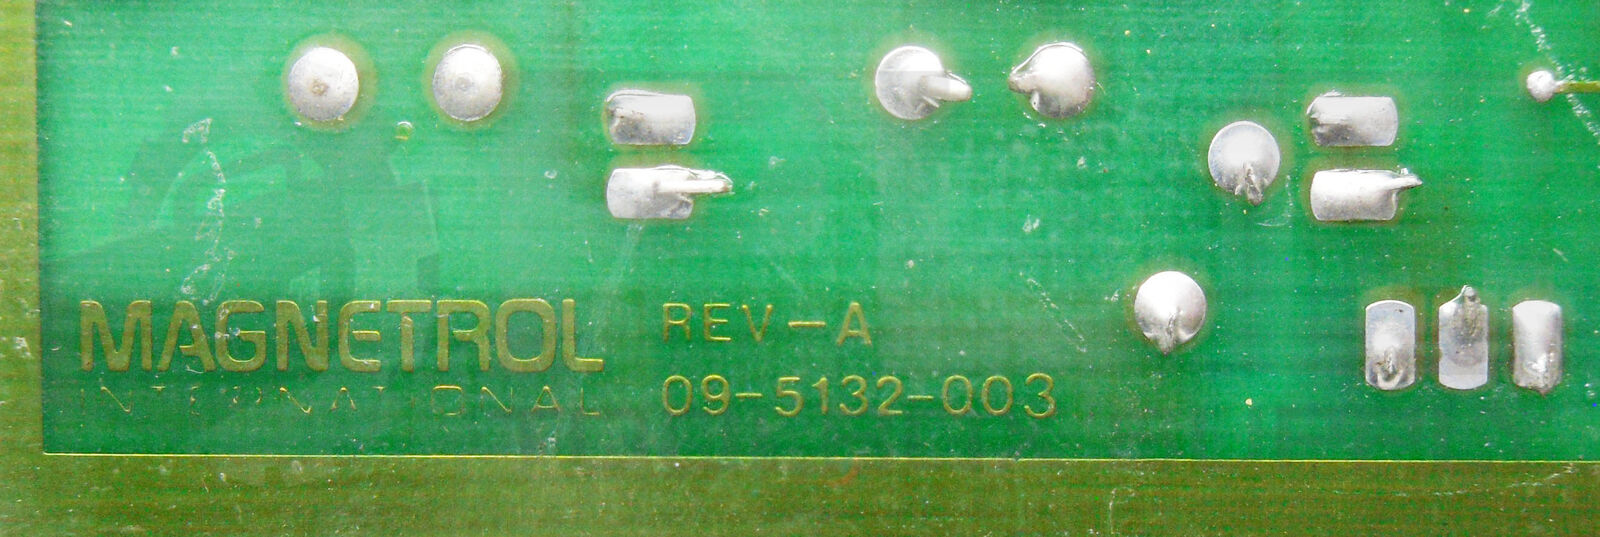 MAGNETROL
INTERNATIONAL
REV-A
09-5132-003